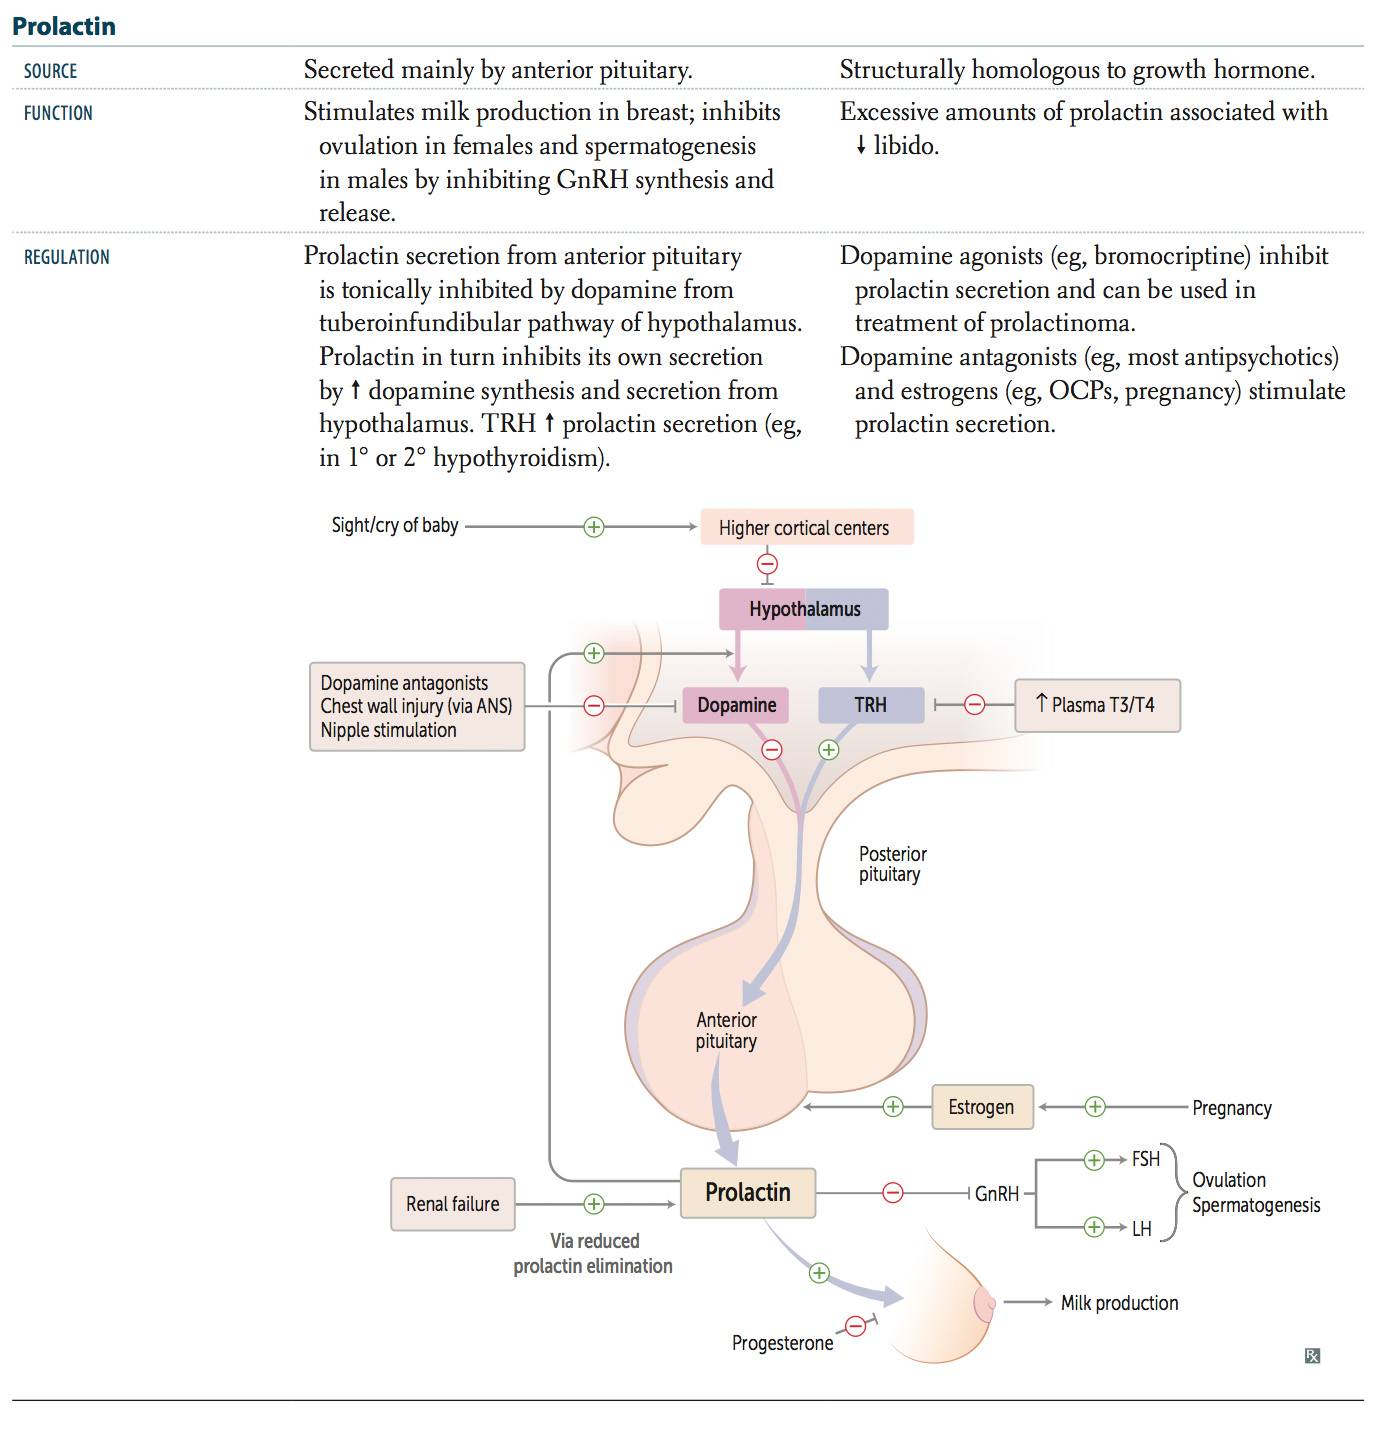 Prolactin
SOURCE
Secreted mainly by anterior pituitary.
Structurally homologous to growth hormone.
FUNCTION
Stimulates milk production in breast; inhibits
ovulation in females and spermatogenesis
in males by inhibiting GnRH synthesis and
release.
Excessive amounts of prolactin associated with
↓ libido.
REGULATION
Prolactin secretion from anterior pituitary
is tonically inhibited by dopamine from
tuberoinfundibular pathway of hypothalamus.
Prolactin in turn inhibits its own secretion
by ↑ dopamine synthesis and secretion from
hypothalamus. TRH ↑ prolactin secretion (eg,
in 1° or 2° hypothyroidism).
Dopamine agonists (eg, bromocriptine) inhibit
prolactin secretion and can be used in
treatment of prolactinoma.
Dopamine antagonists (eg, most antipsychotics)
and estrogens (eg, OCPs, pregnancy) stimulate
prolactin secretion.
Sight/cry of baby
+
Higher cortical centers
−
Hypothalamus
+
Dopamine antagonists
Chest wall injury (via ANS)
Nipple stimulation
−
Dopamine
TRH
−
↑ Plasma T3/T4
−
+
Posterior
pituitary
Anterior
pituitary
+
Estrogen
+
Pregnancy
Renal failure
+
Via reduced
prolactin elimination
Prolactin
−
GnRH
+
FSH
+
LH
Ovulation
Spermatogenesis
+
Progesterone
−
Milk production
Rx